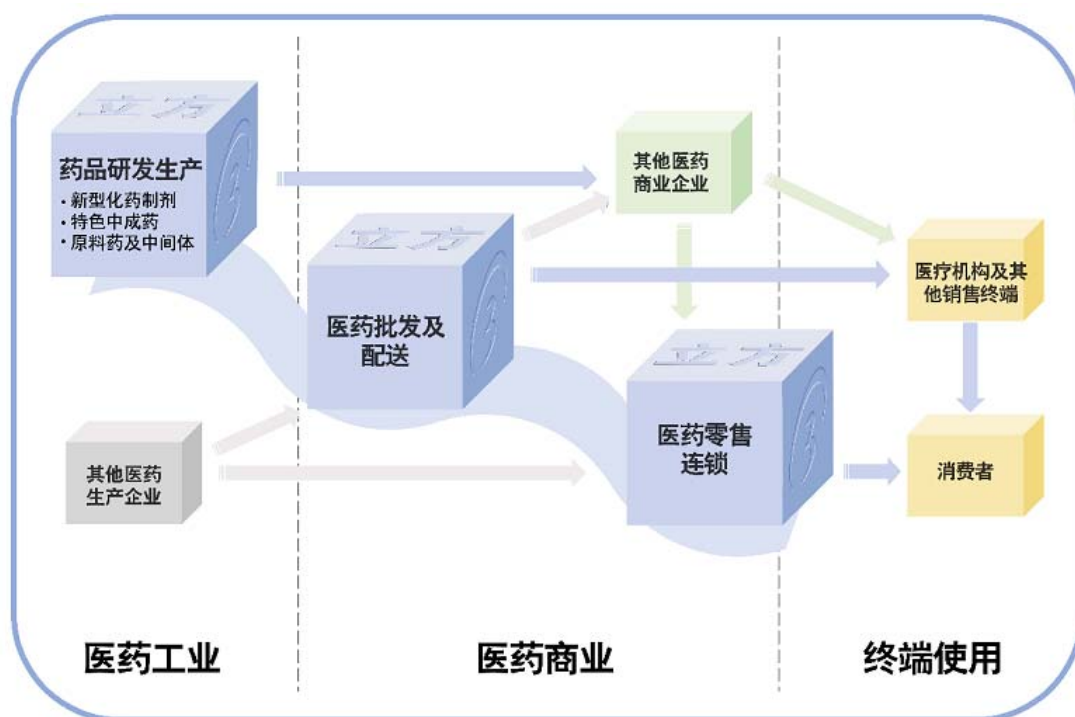 立方
药品研发生产
· 新型化药制剂
· 特色中成药
· 原料药及中间体
其他医药
商业企业
立方
医药批发及
配送
医疗机构及其
他销售终端
立方
医药零售
连锁
其他医药
生产企业
消费者
医药工业
医药商业
终端使用